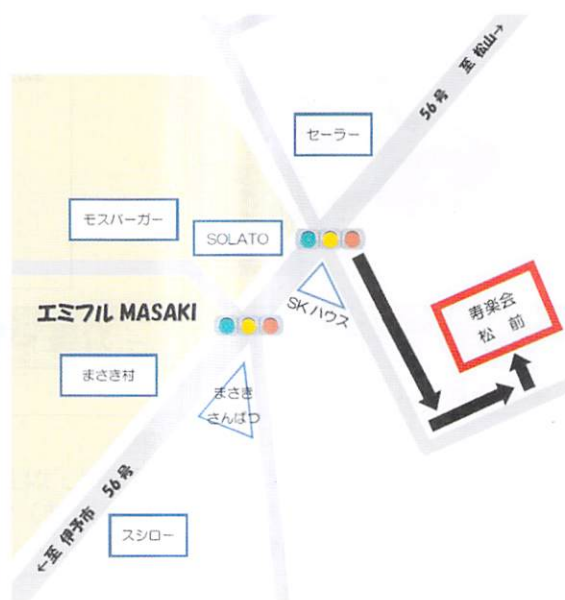 至 松山→
56号
セーラー
モスバーガー
SOLATO
SKハウス
寿楽会
松 前
エミフル MASAKI
まさき村
まさき
さんぱつ
←至 伊予市 56号
スシロー